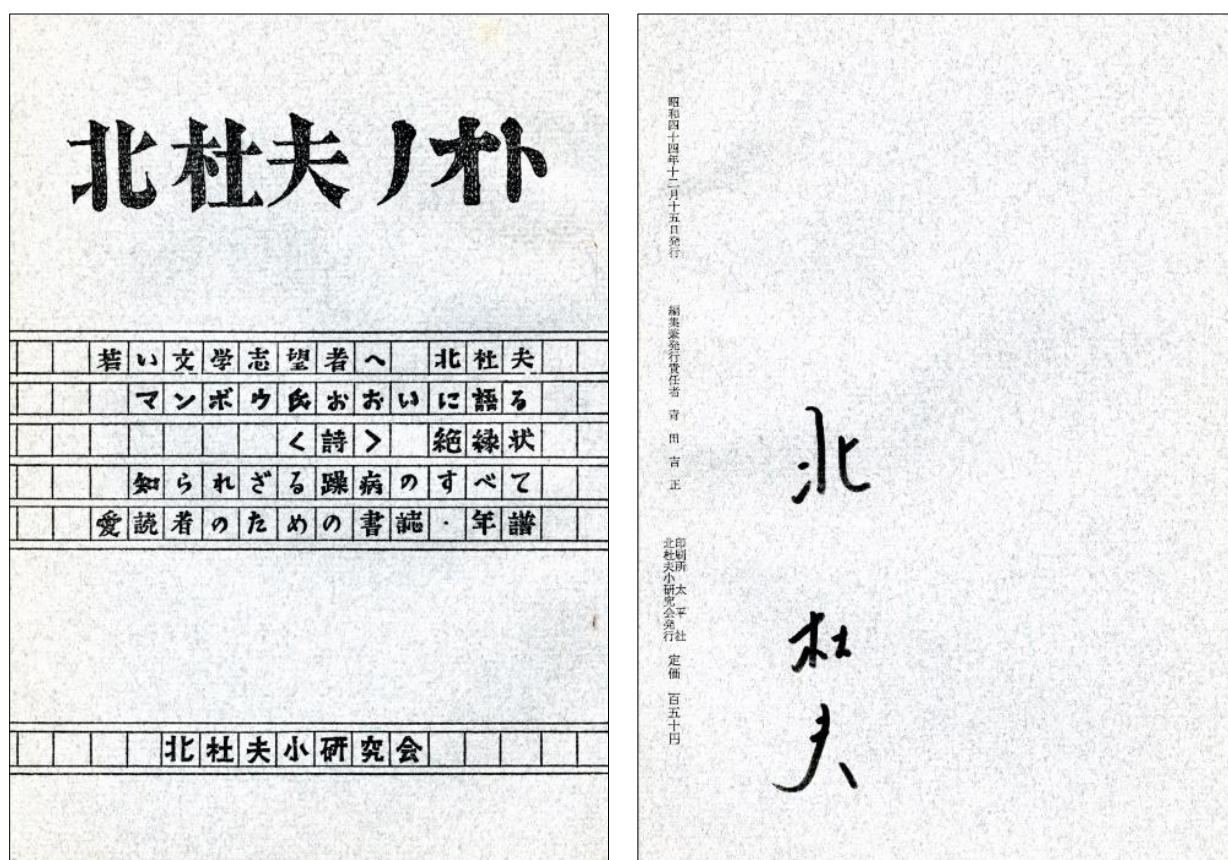 北杜夫ノオト
若い文学志望者へ 北杜夫
マンボウ氏おおいに語る
<詩> 絶縁状
知られざる躁病のすべて
愛読者のための書誌・年譜
北杜夫小研究会
昭和四十四年十二月十五日発行
編集兼発行責任者 青田吉正
印刷所 太平社 定価 百五十円
北杜夫小研究会発行
北杜夫